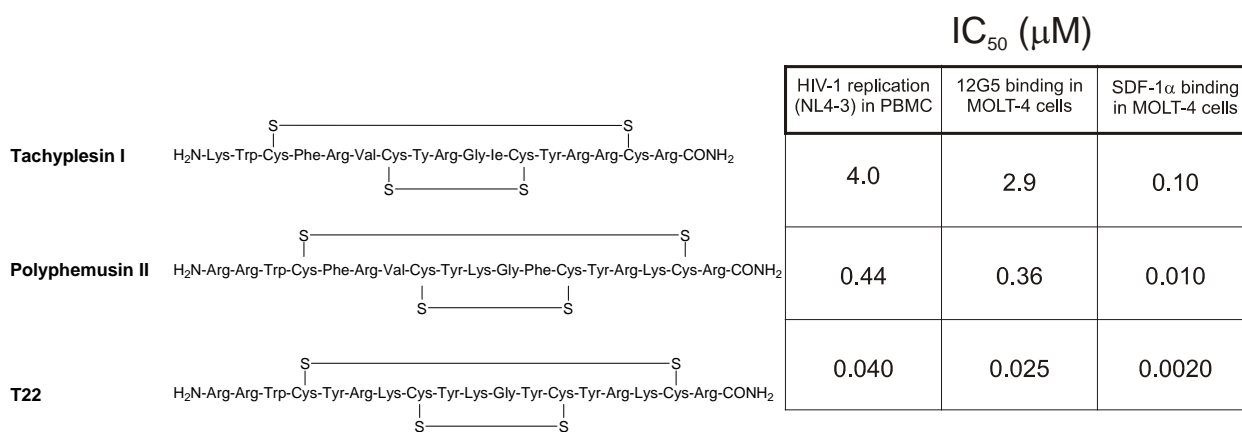 IC50 (μM)
HIV-1 replication (NL4-3) in PBMC
12G5 binding in MOLT-4 cells
SDF-1α binding in MOLT-4 cells
S S
Tachyplesin I H2N-Lys-Trp-Cys-Phe-Arg-Val-Cys-Ty-Arg-Gly-Ie-Cys-Tyr-Arg-Arg-Cys-Arg-CONH2 4.0 2.9 0.10
S S
S S
Polyphemusin II H2N-Arg-Arg-Trp-Cys-Phe-Arg-Val-Cys-Tyr-Lys-Gly-Phe-Cys-Tyr-Arg-Lys-Cys-Arg-CONH2 0.44 0.36 0.010
S S
S S
T22 H2N-Arg-Arg-Trp-Cys-Tyr-Arg-Lys-Cys-Tyr-Lys-Gly-Tyr-Cys-Tyr-Arg-Lys-Cys-Arg-CONH2 0.040 0.025 0.0020
S S